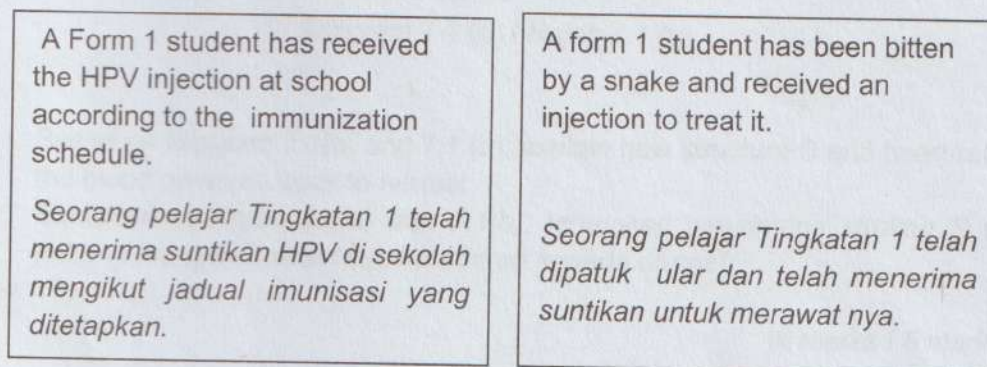 A Form 1 student has received
the HPV injection at school
according to the immunization
schedule.
Seorang pelajar Tingkatan 1 telah
menerima suntikan HPV di sekolah
mengikut jadual imunisasi yang
ditetapkan.
A form 1 student has been bitten
by a snake and received an
injection to treat it.
Seorang pelajar Tingkatan 1 telah
dipatuk ular dan telah menerima
suntikan untuk merawat nya.